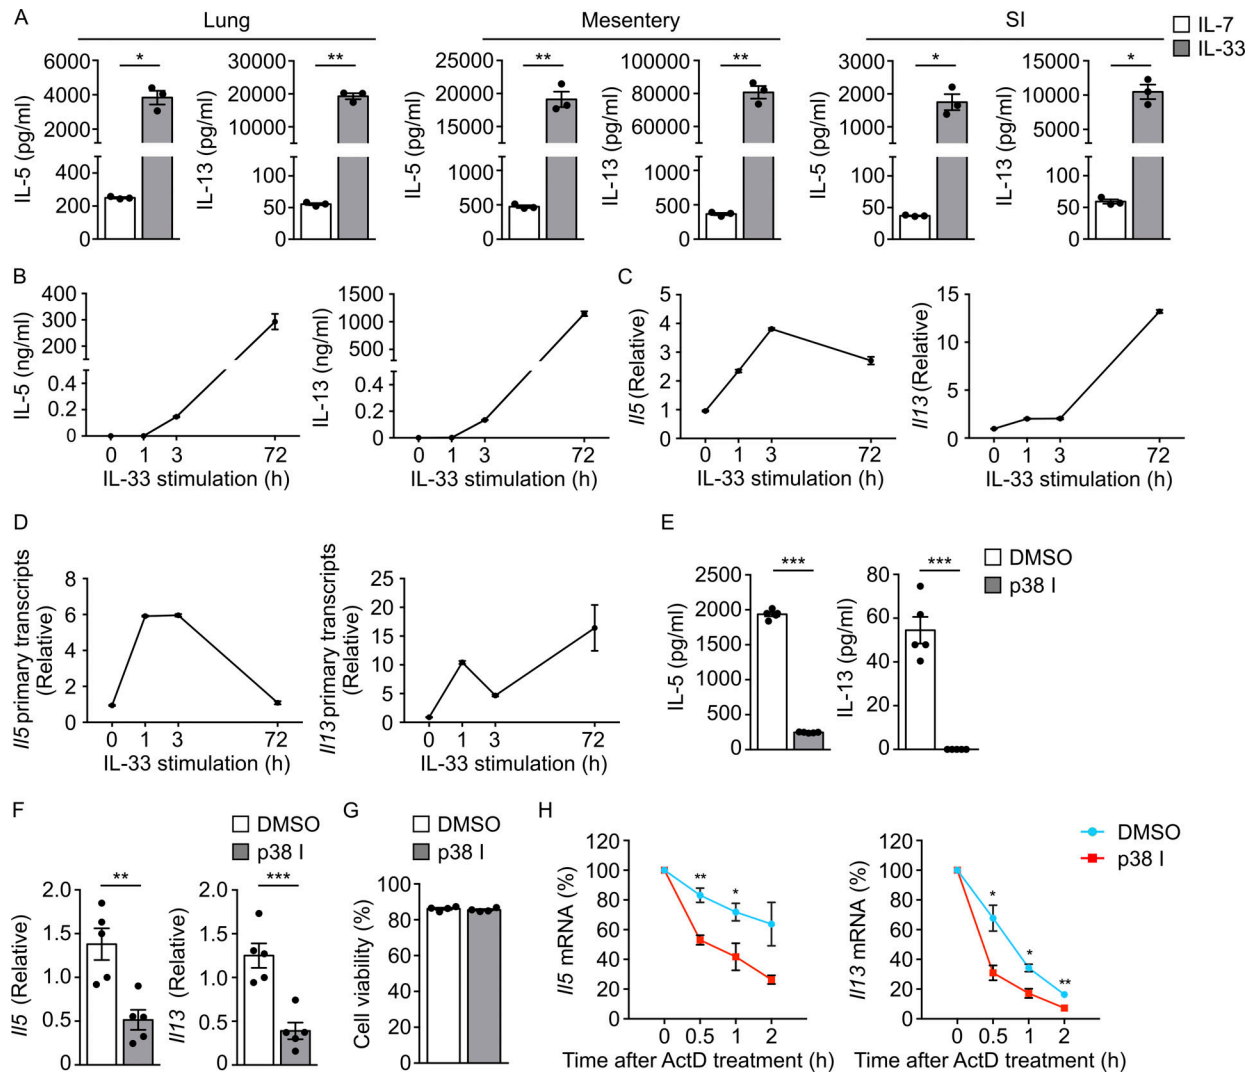 A
Lung
Mesentery
SI
IL-7
IL-33
IL-5 (pg/ml)
6000
4000
2000
400
200
0
*
IL-13 (pg/ml)
30000
20000
10000
100
50
0
**
IL-5 (pg/ml)
25000
20000
15000
1000
500
0
**
IL-13 (pg/ml)
100000
80000
60000
1000
500
0
**
IL-5 (pg/ml)
3000
2000
1000
100
50
0
*
IL-13 (pg/ml)
15000
10000
5000
100
50
0
*
B
IL-5 (ng/ml)
400
300
200
100
0.4
0.2
0
0 1 3 72
IL-33 stimulation (h)
IL-13 (ng/ml)
1500
1000
500
0.4
0.2
0
0 1 3 72
IL-33 stimulation (h)
C
Il5 (Relative)
5
4
3
2
1
0
0 1 3 72
IL-33 stimulation (h)
Il13 (Relative)
15
10
5
0
0 1 3 72
IL-33 stimulation (h)
D
Il5 primary transcripts
(Relative)
8
6
4
2
0
0 1 3 72
IL-33 stimulation (h)
Il13 primary transcripts
(Relative)
25
20
15
10
5
0
0 1 3 72
IL-33 stimulation (h)
E
DMSO
p38 I
IL-5 (pg/ml)
2500
2000
1500
1000
500
0
***
IL-13 (pg/ml)
80
60
40
20
0
***
F
DMSO
p38 I
Il5 (Relative)
2.0
1.5
1.0
0.5
0
**
Il13 (Relative)
2.0
1.5
1.0
0.5
0
***
G
DMSO
p38 I
Cell viability (%)
100
80
60
40
20
0
H
DMSO
p38 I
Il5 mRNA (%)
120
100
80
60
40
20
0
** *
0 0.5 1 2
Time after ActD treatment (h)
Il13 mRNA (%)
120
100
80
60
40
20
0
* * **
0 0.5 1 2
Time after ActD treatment (h)